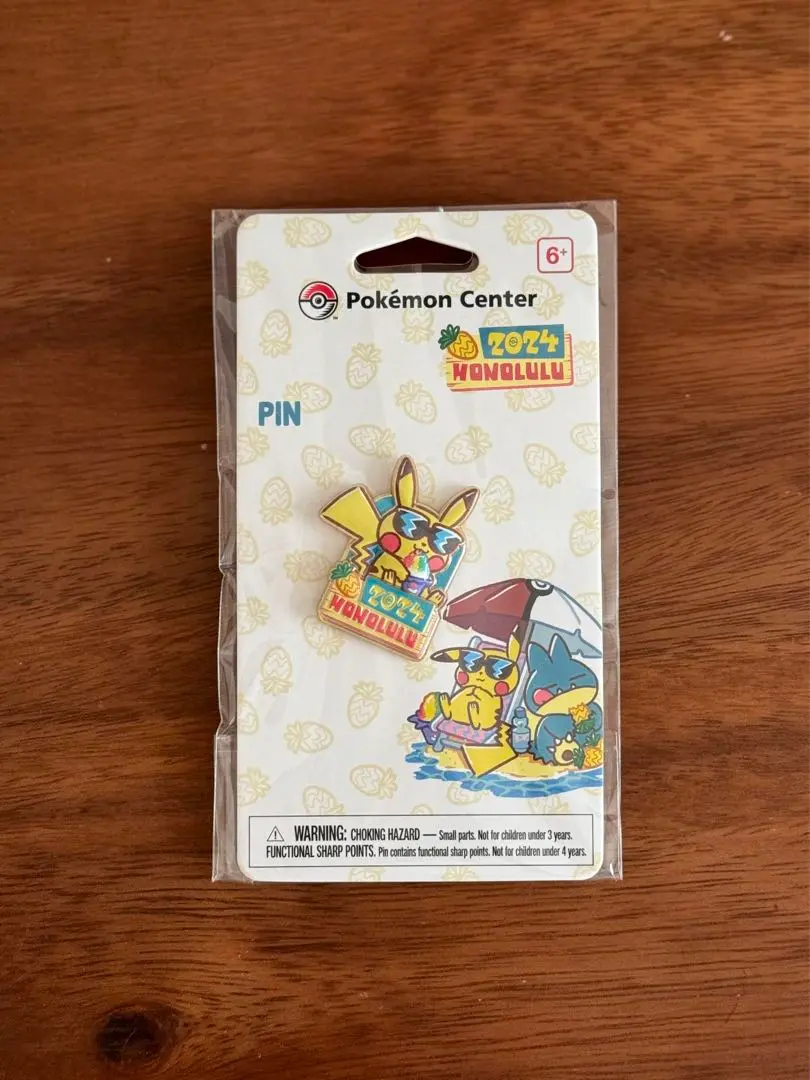 6+
Pokémon Center
2024
HONOLULU
PIN
2024
HONOLULU
WARNING: CHOKING HAZARD — Small parts. Not for children under 3 years.
FUNCTIONAL SHARP POINTS. Pin contains functional sharp points. Not for children under 4 years.